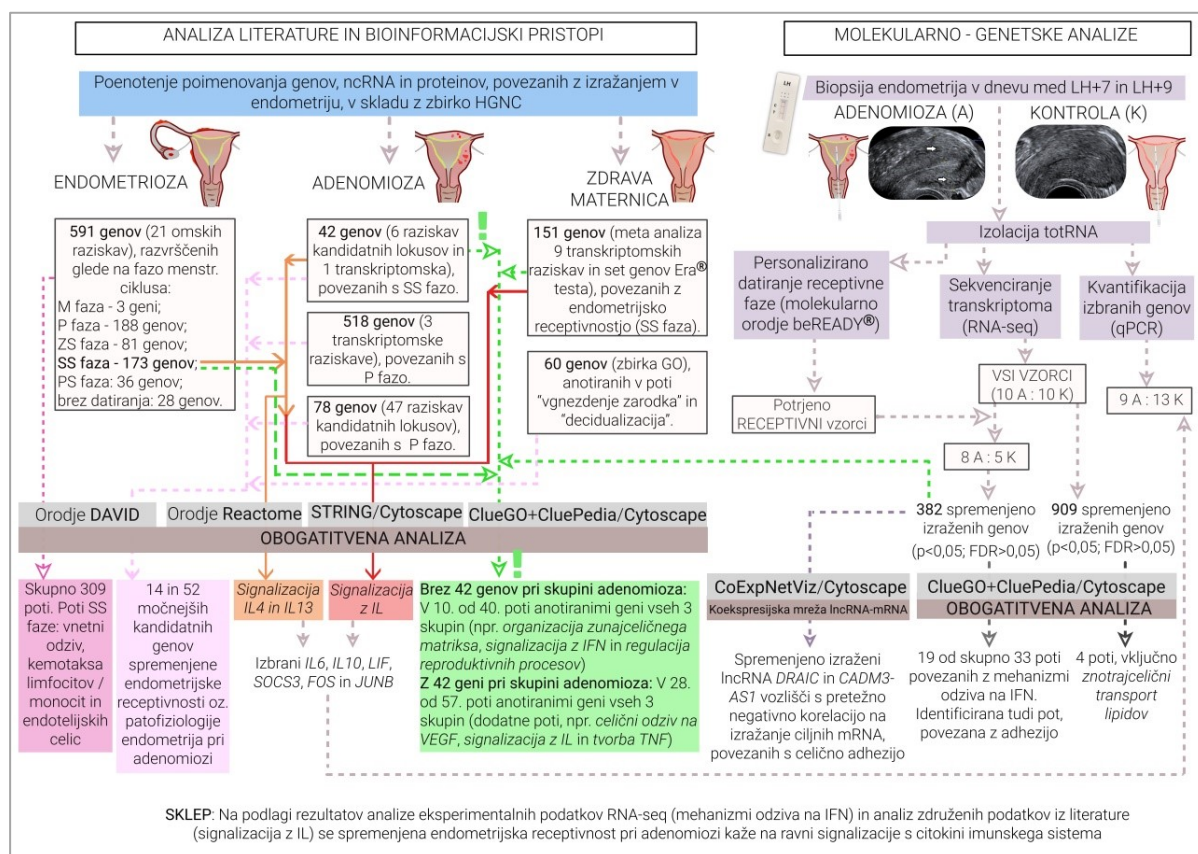 ANALIZA LITERATURE IN BIOINFORMACIJSKI PRISTOPI
Poenotenje poimenovanja genov, ncRNA in proteinov, povezanih z izražanjem v
endometriju, v skladu z zbirko HGNC
ENDOMETRIOZA
591 genov (21 omskih
raziskav), razvrščenih
glede na fazo menstr.
ciklusa:
M faza - 3 geni;
P faza - 188 genov;
ZS faza - 81 genov;
SS faza - 173 genov;
PS faza: 36 genov;
brez datiranja: 28 genov.
ADENOMIOZA
42 genov (6 raziskav
kandidatnih lokusov in
1 transkriptomska),
povezanih s SS fazo.
518 genov (3
transkriptomske
raziskave), povezanih s
P fazo.
78 genov (47 raziskav
kandidatnih lokusov),
povezanih s P fazo.
ZDRAVA
MATERNICA
!
151 genov (meta analiza
9 transkriptomskih
raziskav in set genov Era®
testa), povezanih z
endometrijsko
receptivnostjo (SS faza).
60 genov (zbirka GO),
anotiranih v poti
"vgnezdenje zarodka" in
"decidualizacija".
Orodje DAVID
Orodje Reactome
STRING/Cytoscape
ClueGO+CluePedia/Cytoscape
OBOGATITVENA ANALIZA
Skupno 309
poti. Poti SS
faze: vnetni
odziv,
kemotaksa
limfocitov /
monocit in
endotelijskih
celic
14 in 52
močnejših
kandidatnih
genov
spremenjene
endometrijske
receptivnosti oz.
patofiziologije
endometrija pri
adenomiozi
Signalizacija
IL4 in IL13
Signalizacija
z IL
Izbrani IL6, IL10, LIF,
SOCS3, FOS in JUNB
!
Brez 42 genov pri skupini adenomioza:
V 10. od 40. poti anotiranimi geni vseh 3
skupin (npr. organizacija zunajceličnega
matriksa, signalizacija z IFN in regulacija
reproduktivnih procesov)
Z 42 geni pri skupini adenomioza: V 28.
od 57. poti anotiranimi geni vseh 3
skupin (dodatne poti, npr. celični odziv na
VEGF, signalizacija z IL in tvorba TNF)
MOLEKULARNO - GENETSKE ANALIZE
LH
Biopsija endometrija v dnevu med LH+7 in LH+9
ADENOMIOZA (A)
KONTROLA (K)
Izolacija totRNA
Personalizirano
datiranje receptivne
faze (molekularno
orodje beREADY®)
Sekvenciranje
transkriptoma
(RNA-seq)
Kvantifikacija
izbranih genov
(qPCR)
VSI VZORCI
(10 A : 10 K)
9 A : 13 K
Potrjeno
RECEPTIVNI vzorci
8 A : 5 K
382 spremenjeno
izraženih genov
(p<0,05; FDR>0,05)
909 spremenjeno
izraženih genov
(p<0,05; FDR>0,05)
CoExpNetViz/Cytoscape
Koekspresijska mreža lncRNA-mRNA
ClueGO+CluePedia/Cytoscape
OBOGATITVENA ANALIZA
Spremenjeno izraženi
lncRNA DRAIC in CADM3-
AS1 vozlišči s pretežno
negativno korelacijo na
izražanje ciljnih mRNA,
povezanih s celično adhezijo
19 od skupno 33 poti
povezanih z mehanizmi
odziva na IFN.
Identificirana tudi pot,
povezana z adhezijo
4 poti, vključno
znotrajcelični
transport
lipidov
SKLEP: Na podlagi rezultatov analize eksperimentalnih podatkov RNA-seq (mehanizmi odziva na IFN) in analiz združenih podatkov iz literature
(signalizacija z IL) se spremenjena endometrijska receptivnost pri adenomiozi kaže na ravni signalizacije s citokini imunskega sistema